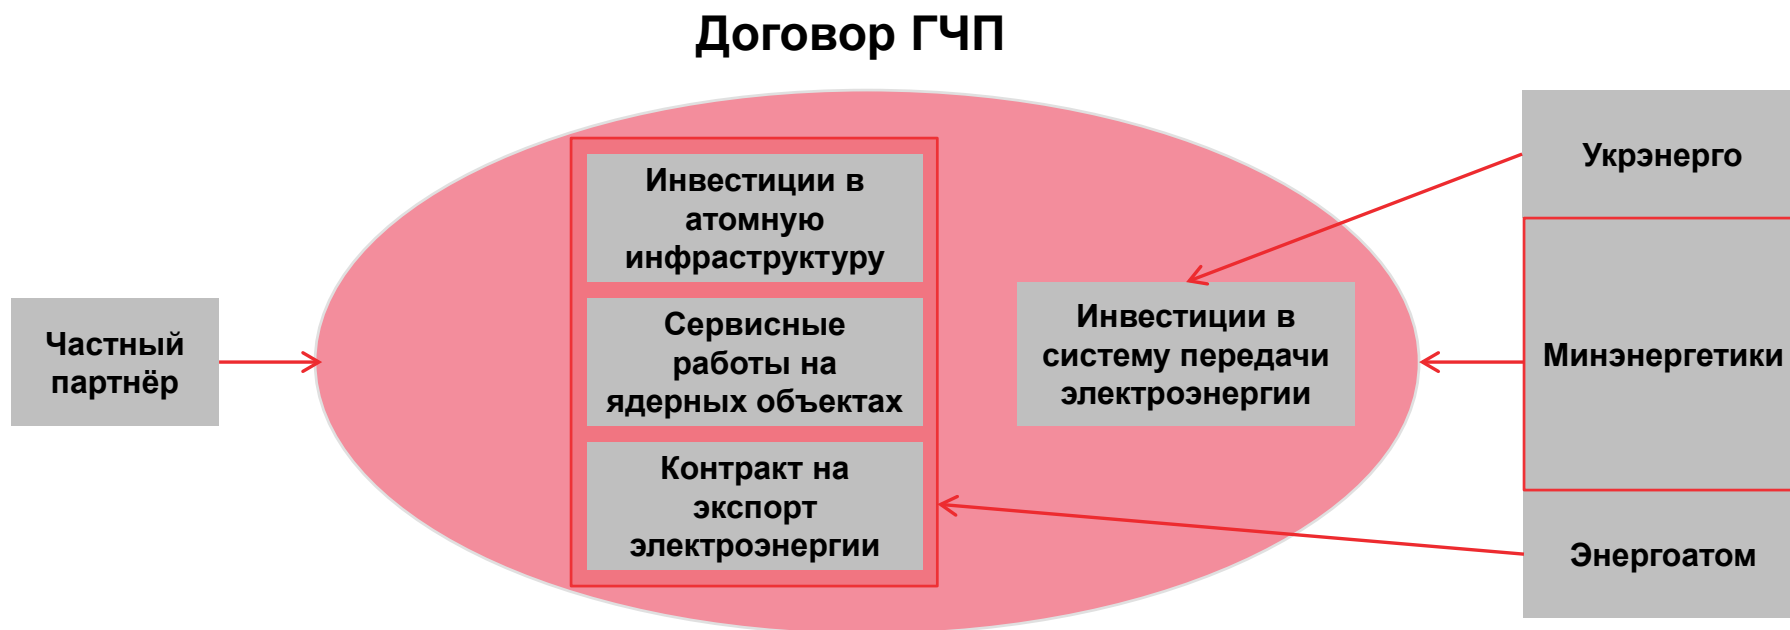 Договор ГЧП
Частный
партнёр
Инвестиции в
атомную
инфраструктуру
Сервисные
работы на
ядерных объектах
Контракт на
экспорт
электроэнергии
Инвестиции в
систему передачи
электроэнергии
Укрэнерго
Минэнергетики
Энергоатом